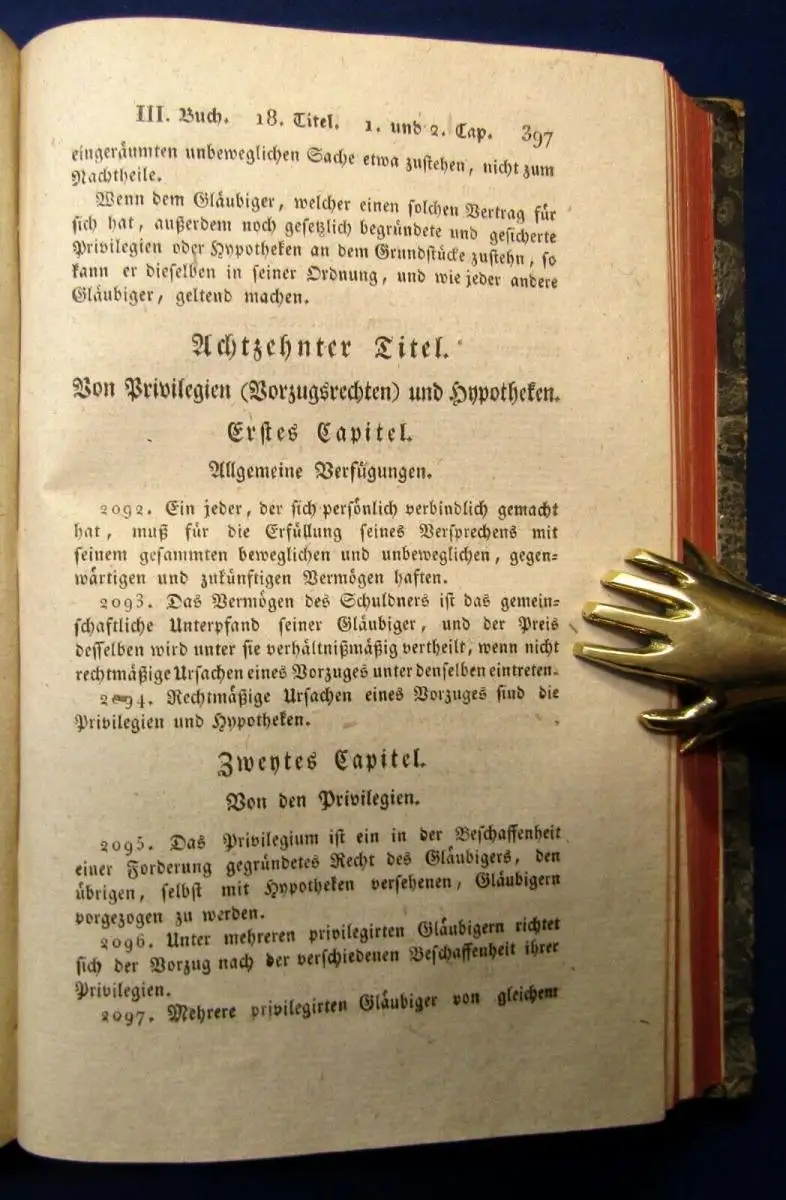 III. Buch. 18. Titel. 1. und 2. Cap. 397
eingeräumten unbeweglichen Sache etwa zustehen, nicht zum
Nachtheile.
Wenn dem Gläubiger, welcher einen solchen Vertrag für
sich hat, außerdem noch gesetzlich begründete und gesicherte
Privilegien oder Hypotheken an dem Grundstücke zustehn, so
kann er dieselben in seiner Ordnung, und wie jeder andere
Gläubiger, geltend machen.
Achtzehnter Titel.
Von Privilegien (Vorzugsrechten) und Hypotheken.
Erstes Capitel.
Allgemeine Verfügungen.
2092. Ein jeder, der sich persönlich verbindlich gemacht
hat, muß für die Erfüllung seines Versprechens mit
seinem gesammten beweglichen und unbeweglichen, gegen=
wärtigen und zukünftigen Vermögen haften.
2093. Das Vermögen des Schuldners ist das gemein=
schaftliche Unterpfand seiner Gläubiger, und der Preis
desselben wird unter sie verhältnißmäßig vertheilt, wenn nicht
rechtmäßige Ursachen eines Vorzuges unter denselben eintreten.
2094. Rechtmäßige Ursachen eines Vorzuges sind die
Privilegien und Hypotheken.
Zweytes Capitel.
Von den Privilegien.
2095. Das Privilegium ist ein in der Beschaffenheit
einer Forderung gegründetes Recht des Gläubigers, den
übrigen, selbst mit Hypotheken versehenen, Gläubigern
vorgezogen zu werden.
2096. Unter mehreren privilegirten Gläubigern richtet
sich der Vorzug nach der verschiedenen Beschaffenheit ihrer
Privilegien.
2097. Mehrere privilegirten Gläubiger von gleichem